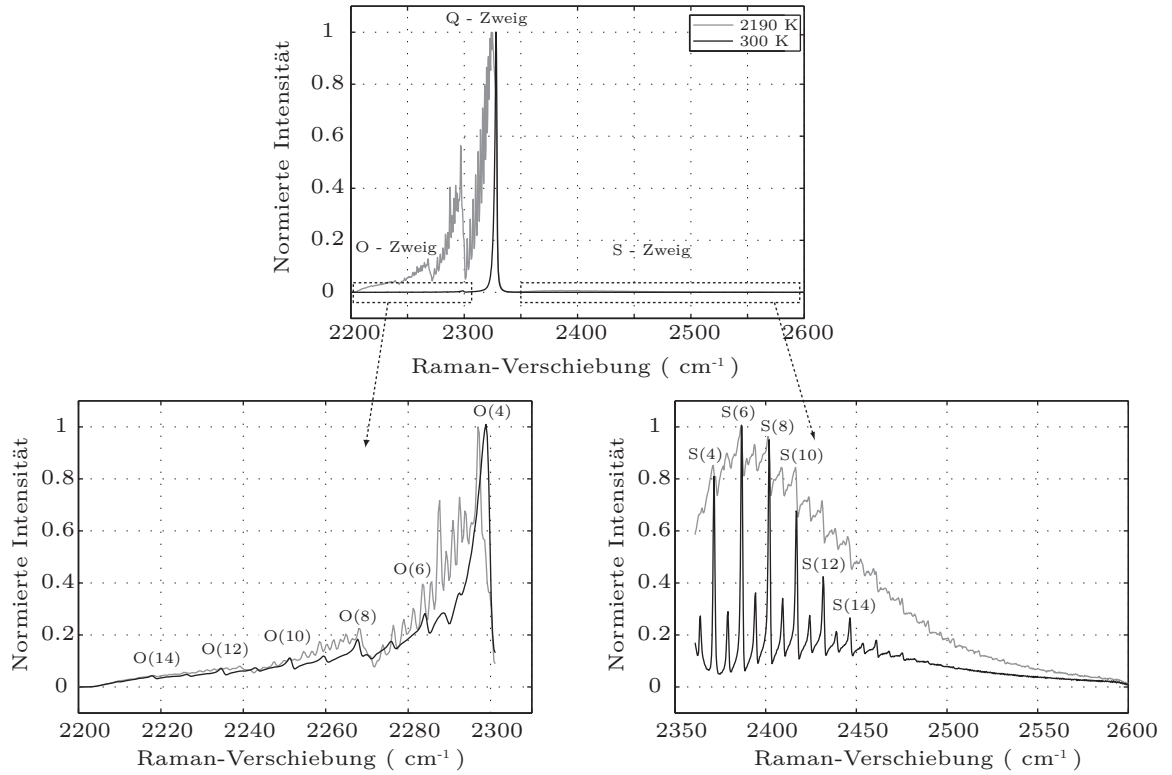 Q - Zweig
2190 K
300 K
1
0.8
0.6
0.4
0.2
0
Normierte Intensität
O - Zweig
S - Zweig
2200 2300 2400 2500 2600
Raman-Verschiebung ( cm-1 )
1
0.8
0.6
0.4
0.2
0
Normierte Intensität
O(4)
O(6)
O(8)
O(10)
O(12)
O(14)
2200 2220 2240 2260 2280 2300
Raman-Verschiebung ( cm-1 )
1
0.8
0.6
0.4
0.2
0
Normierte Intensität
S(6)
S(8)
S(4)
S(10)
S(12)
S(14)
2350 2400 2450 2500 2550 2600
Raman-Verschiebung ( cm-1 )